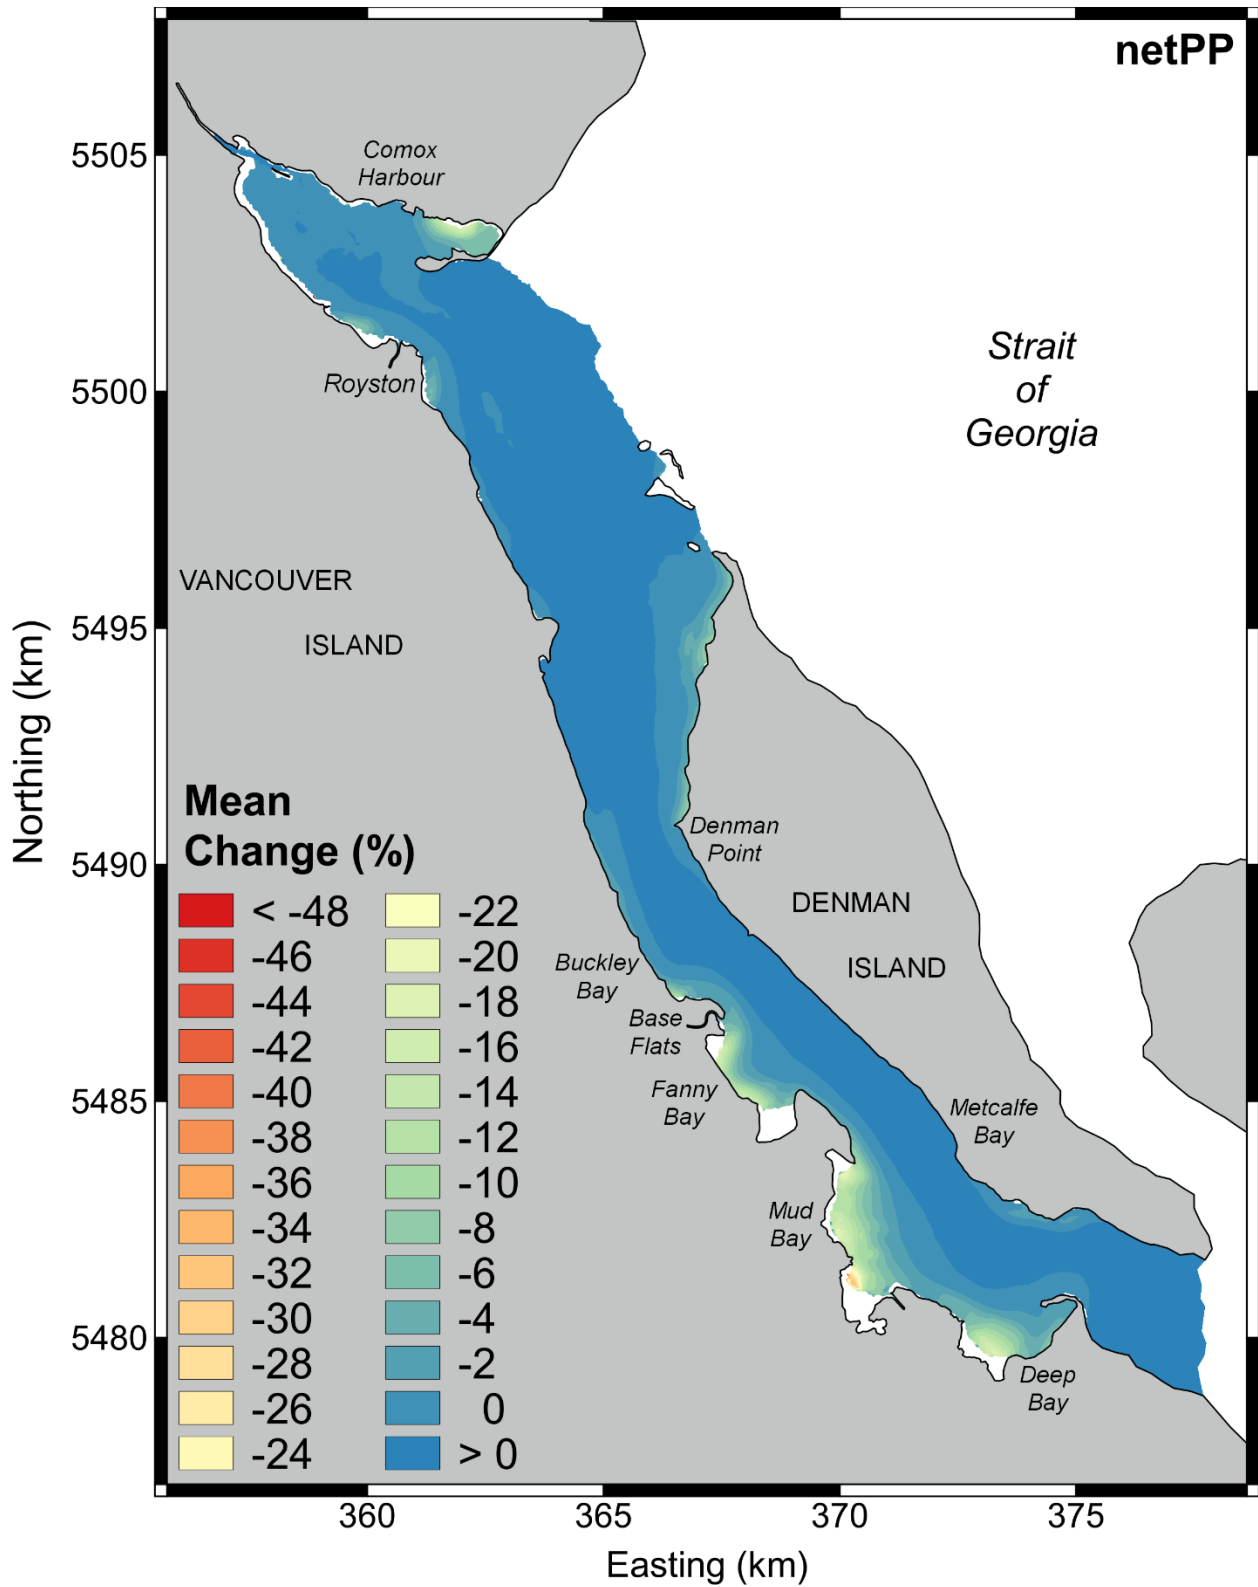 netPP
Comox
Harbour
Strait
of
Georgia
Royston
VANCOUVER
ISLAND
Denman
Point
DENMAN
ISLAND
Buckley
Bay
Base
Flats
Fanny
Bay
Metcalfe
Bay
Mud
Bay
Deep
Bay
Mean
Change (%)
< -48
-46
-44
-42
-40
-38
-36
-34
-32
-30
-28
-26
-24
-22
-20
-18
-16
-14
-12
-10
-8
-6
-4
-2
0
> 0
5505
5500
5495
5490
5485
5480
Northing (km)
360
365
370
375
Easting (km)